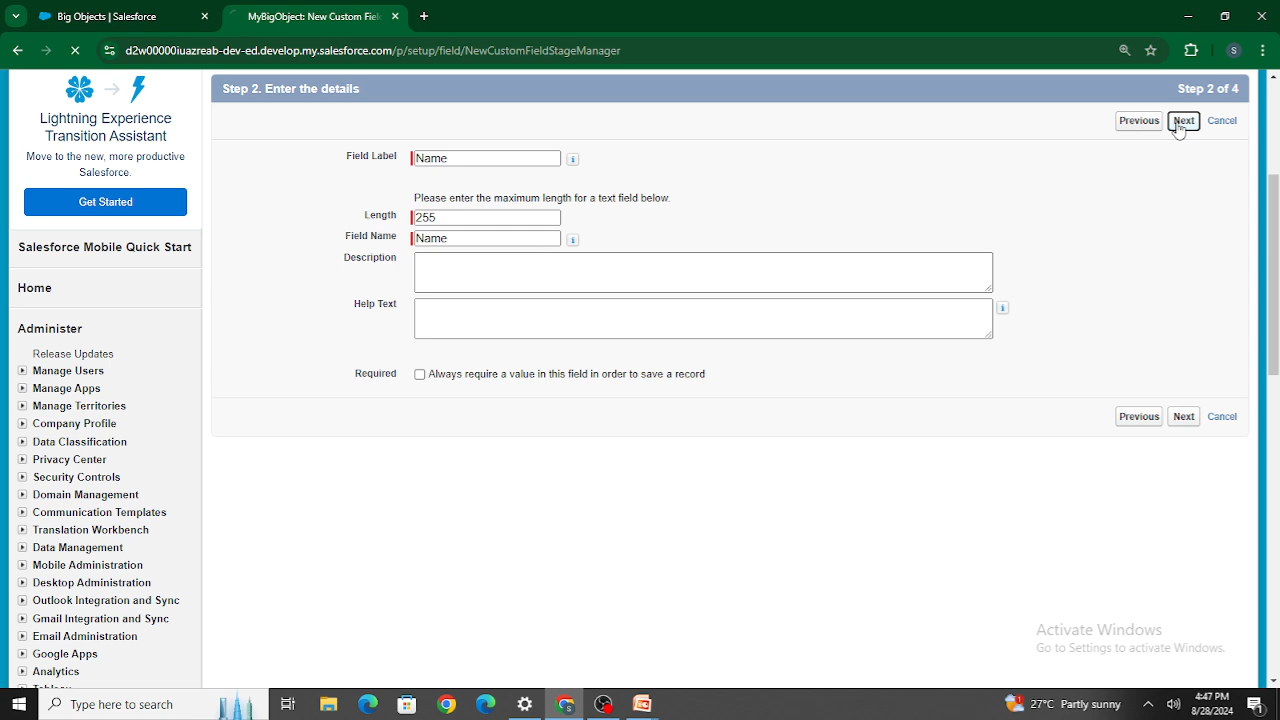 Big Objects | Salesforce
MyBigObject: New Custom Fiel
d2w00000iuazreab-dev-ed.develop.my.salesforce.com/p/setup/field/NewCustomFieldStageManager
S
Lightning Experience
Transition Assistant
Move to the new, more productive
Salesforce.
Get Started
Salesforce Mobile Quick Start
Home
Administer
Release Updates
Manage Users
Manage Apps
Manage Territories
Company Profile
Data Classification
Privacy Center
Security Controls
Domain Management
Communication Templates
Translation Workbench
Data Management
Mobile Administration
Desktop Administration
Outlook Integration and Sync
Gmail Integration and Sync
Email Administration
Google Apps
Analytics
Step 2. Enter the details
Step 2 of 4
Previous Next Cancel
Field Label Name
Please enter the maximum length for a text field below.
Length 255
Field Name Name
Description
Help Text
Required Always require a value in this field in order to save a record
Previous Next Cancel
Activate Windows
Go to Settings to activate Windows.
Type here to search
27°C Partly sunny
4:47 PM
8/28/2024
1